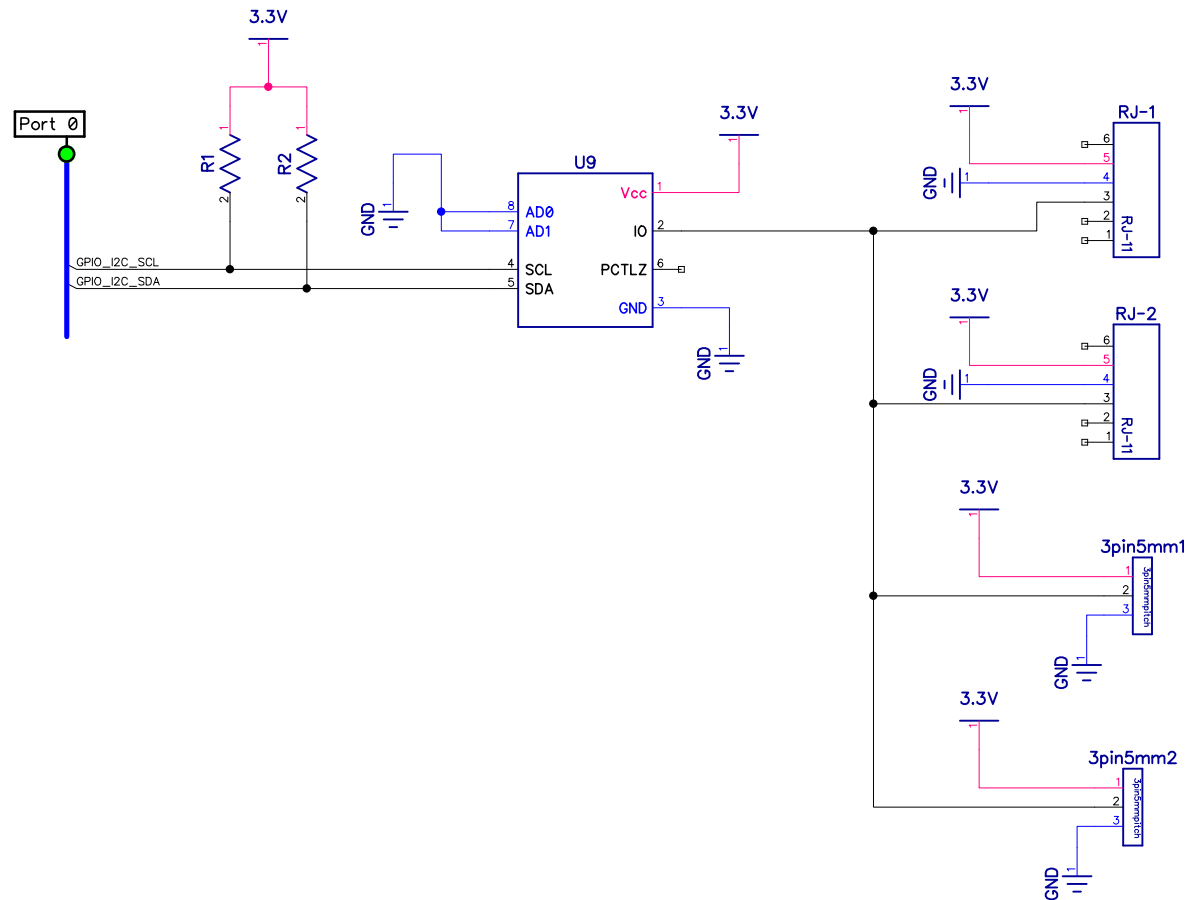 3.3V
1
Port 0
1
1
R1
R2
2
2
GPIO_I2C_SCL
GPIO_I2C_SDA
GND
1
U9
8
AD0
7
AD1
4
SCL
5
SDA
Vcc
1
IO
2
PCTLZ
6
GND
3
3.3V
1
GND
1
3.3V
1
RJ-1
6
5
GND
1
4
3
2
1
RJ-11
3.3V
1
RJ-2
6
5
GND
1
4
3
2
1
RJ-11
3.3V
1
3pin5mm1
1
2
3
3pin5mmpitch
GND
1
3.3V
1
3pin5mm2
1
2
3
3pin5mmpitch
GND
1